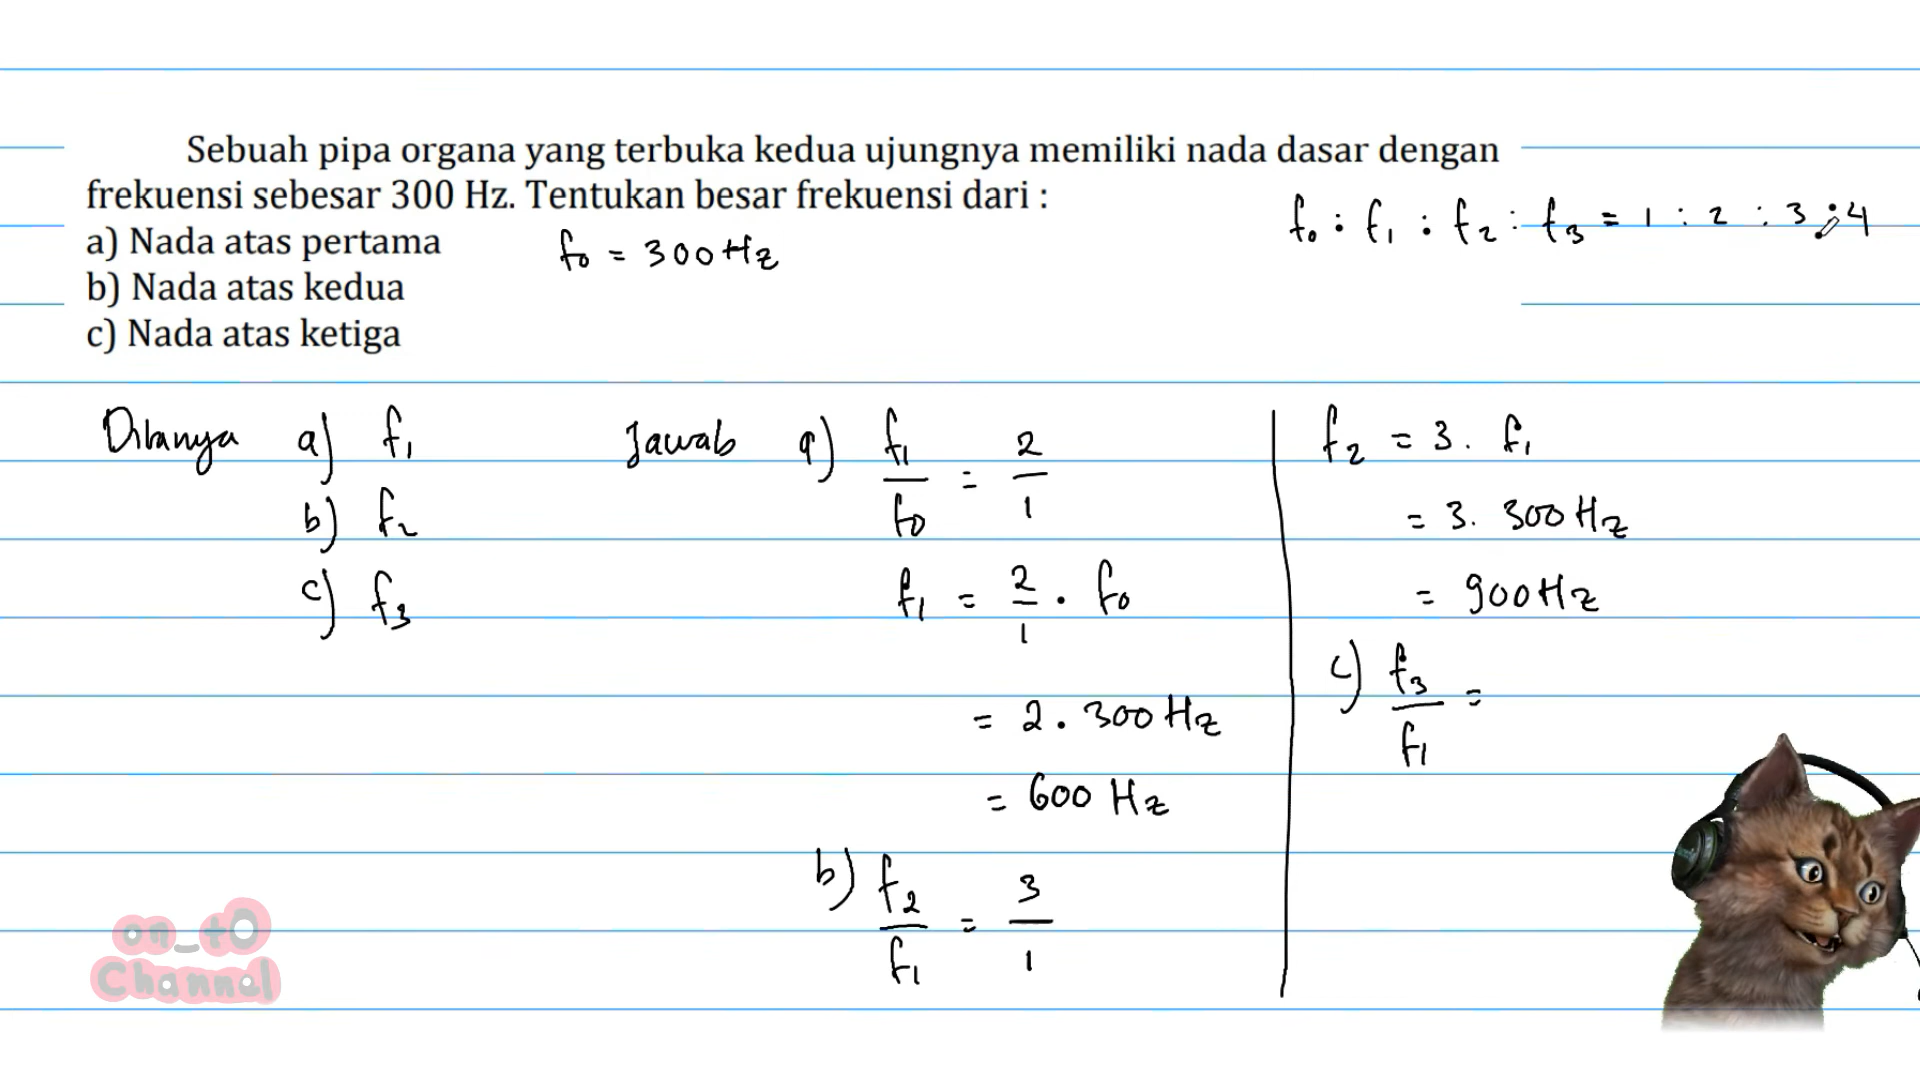 Sebuah pipa organa yang terbuka kedua ujungnya memiliki nada dasar dengan
frekuensi sebesar 300 Hz. Tentukan besar frekuensi dari :
a) Nada atas pertama
b) Nada atas kedua
c) Nada atas ketiga
f₀ = 300 Hz
f₀ : f₁ : f₂ : f₃ = 1 : 2 : 3 : 4
Ditanya a) f₁
b) f₂
c) f₃
Jawab a) f₁/f₀ = 2/1
f₁ = 2/1 . f₀
= 2 . 300 Hz
= 600 Hz
b) f₂/f₁ = 3/1
f₂ = 3 . f₁
= 3 . 300 Hz
= 900 Hz
c) f₃/f₁ =
on_tO
Channel